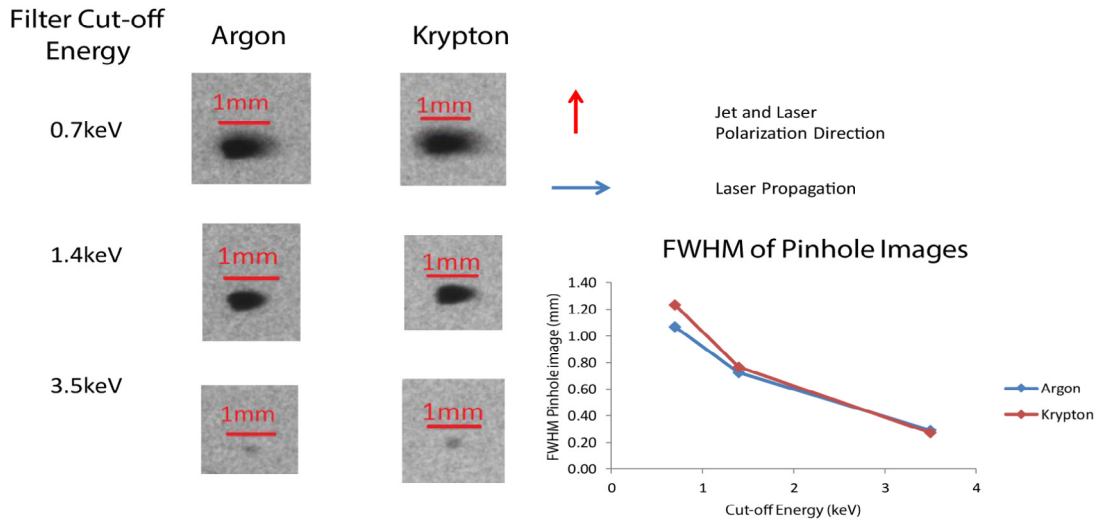 Filter Cut-off
Energy
Argon
Krypton
0.7keV
1mm
1mm
Jet and Laser
Polarization Direction
Laser Propagation
1.4keV
1mm
1mm
3.5keV
1mm
1mm
FWHM of Pinhole Images
FWHM Pinhole image (mm)
1.40
1.20
1.00
0.80
0.60
0.40
0.20
0.00
0
1
2
3
4
Cut-off Energy (keV)
Argon
Krypton